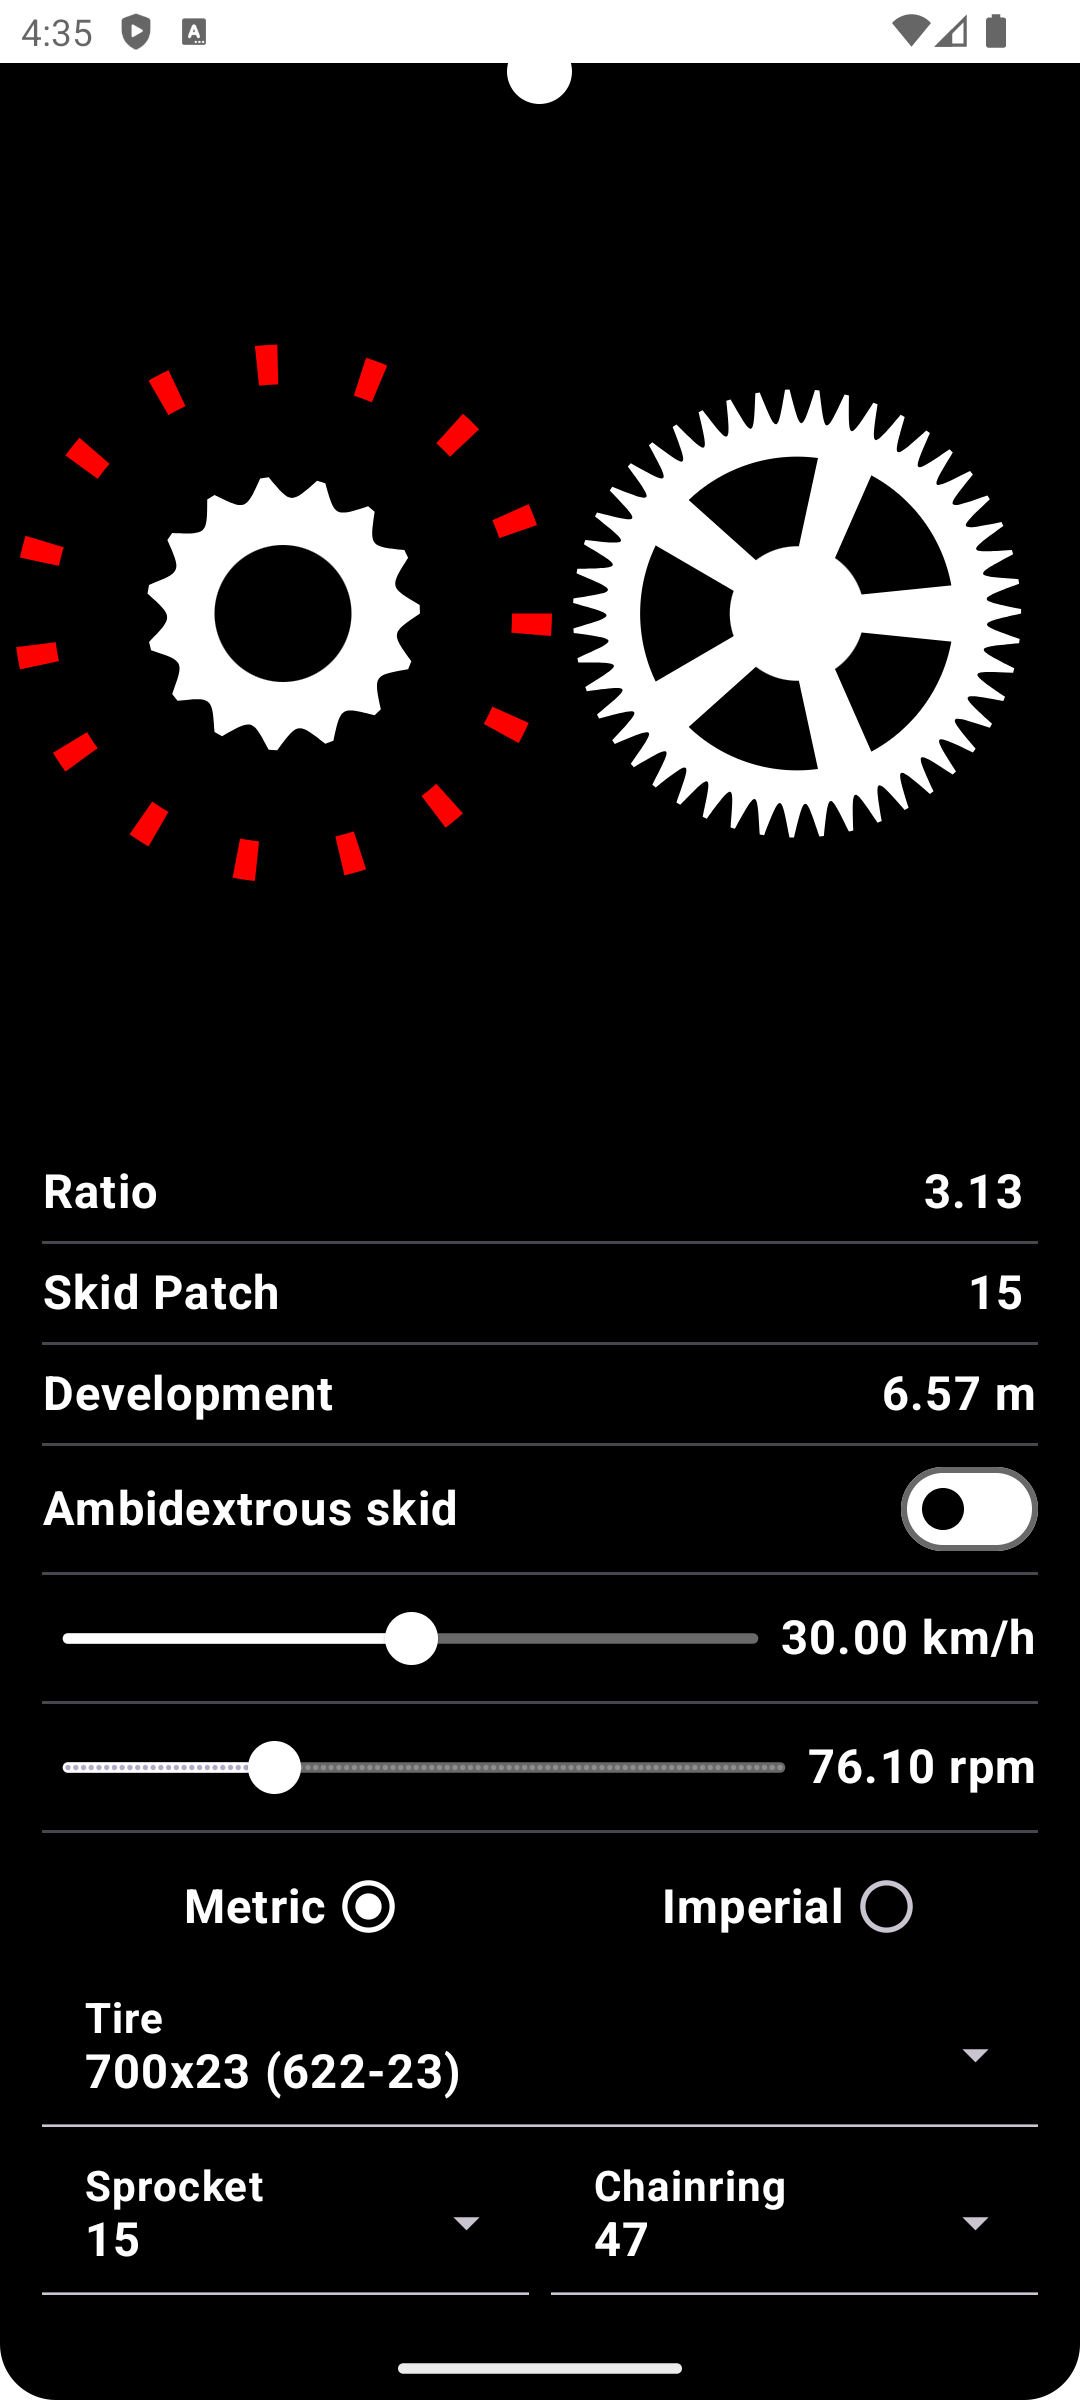 4:35
Ratio 3.13
Skid Patch 15
Development 6.57 m
Ambidextrous skid
30.00 km/h
76.10 rpm
Metric Imperial
Tire
700x23 (622-23)
Sprocket Chainring
15 47